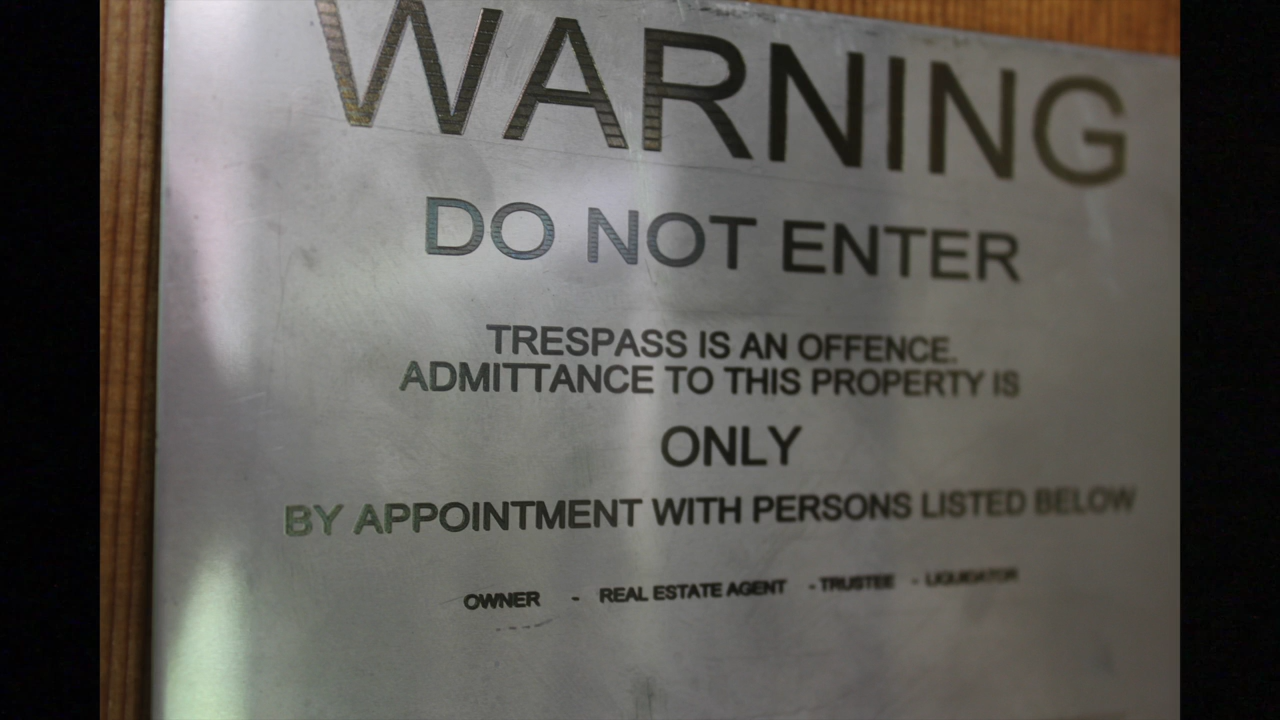 WARNING
DO NOT ENTER
TRESPASS IS AN OFFENCE.
ADMITTANCE TO THIS PROPERTY IS
ONLY
BY APPOINTMENT WITH PERSONS LISTED BELOW
OWNER - REAL ESTATE AGENT - TRUSTEE - LIQUIDATOR